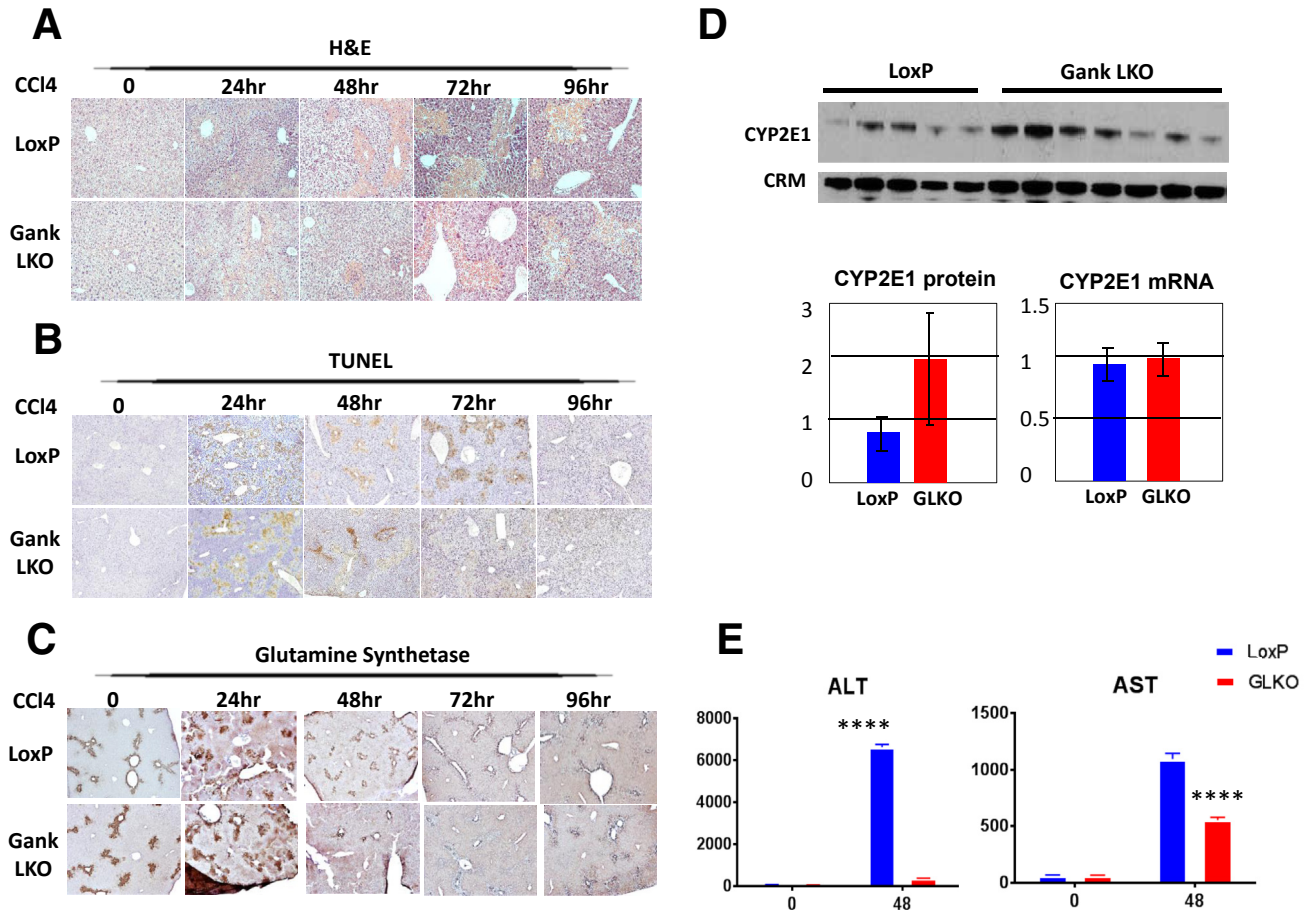 A
H&E
CCl4 0 24hr 48hr 72hr 96hr
LoxP
Gank
LKO
B
TUNEL
CCl4 0 24hr 48hr 72hr 96hr
LoxP
Gank
LKO
C
Glutamine Synthetase
CCl4 0 24hr 48hr 72hr 96hr
LoxP
Gank
LKO
D
LoxP Gank LKO
CYP2E1
CRM
CYP2E1 protein
3
2
1
0
LoxP GLKO
CYP2E1 mRNA
1.5
1
0.5
0
LoxP GLKO
E
LoxP
GLKO
ALT
8000
6000
4000
2000
0
****
0 48
AST
1500
1000
500
0
****
0 48